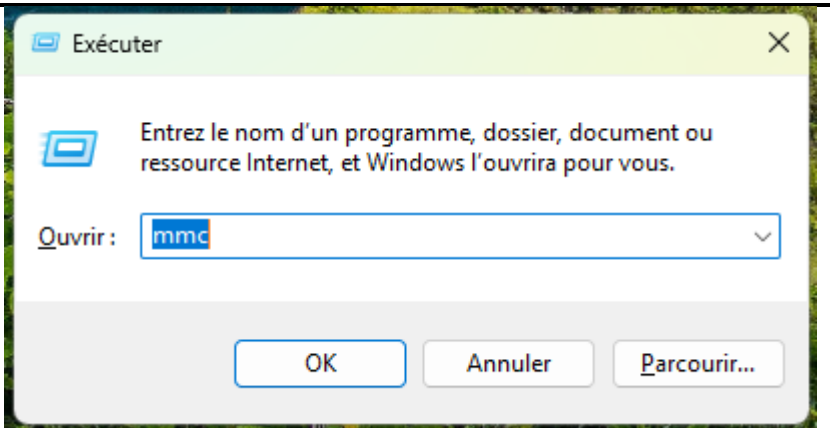 Exécuter
Entrez le nom d'un programme, dossier, document ou
ressource Internet, et Windows l'ouvrira pour vous.
Ouvrir : mmc
OK Annuler Parcourir...